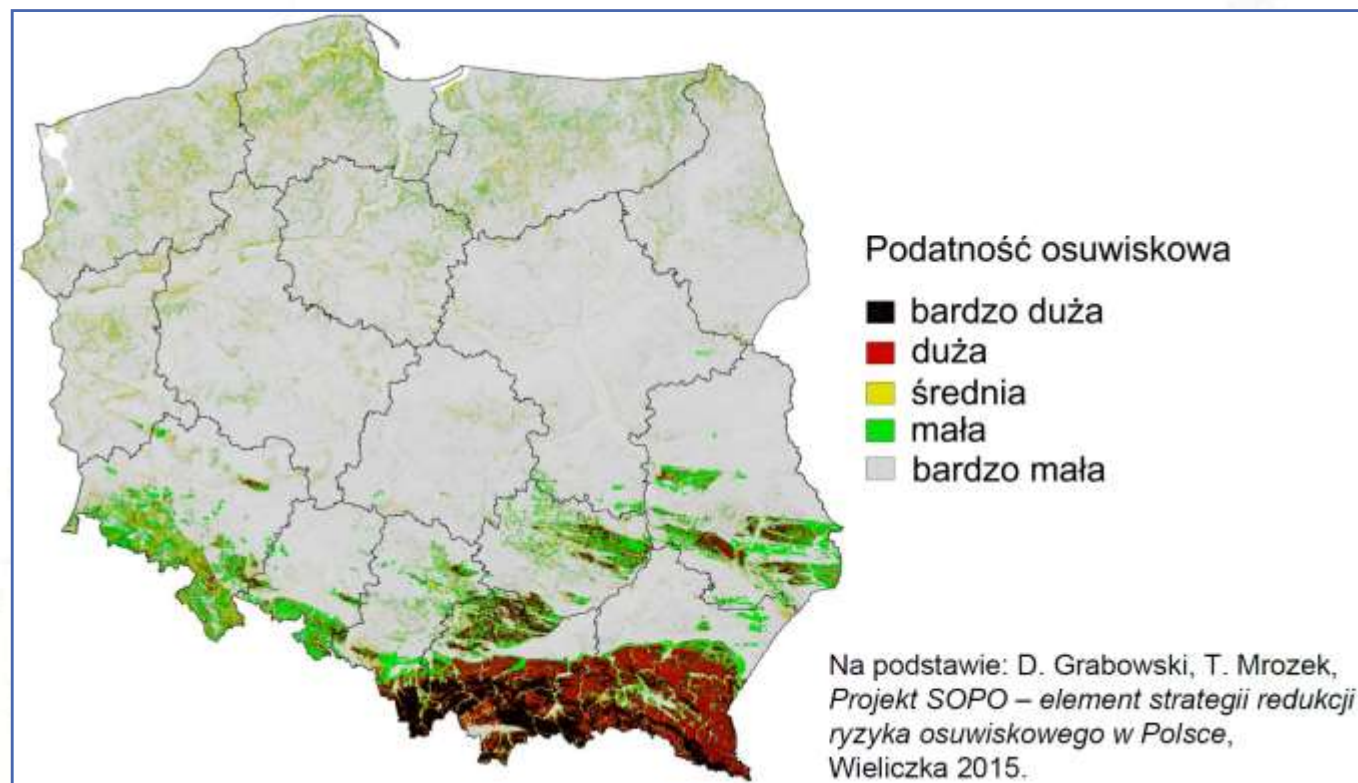 Podatność osuwiskowa
bardzo duża
duża
średnia
mała
bardzo mała
Na podstawie: D. Grabowski, T. Mrozek,
Projekt SOPO – element strategii redukcji
ryzyka osuwiskowego w Polsce,
Wieliczka 2015.